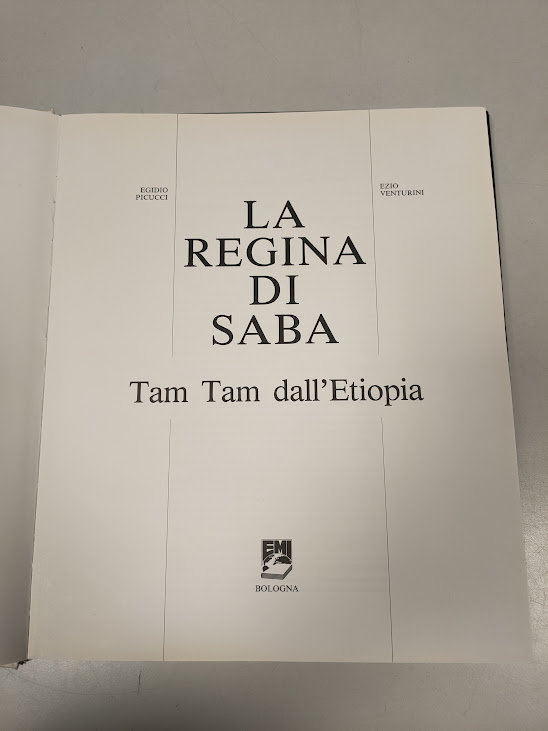 EGIDIO
PICUCCI
EZIO
VENTURINI
LA
REGINA
DI
SABA
Tam Tam dall'Etiopia
EMI
BOLOGNA